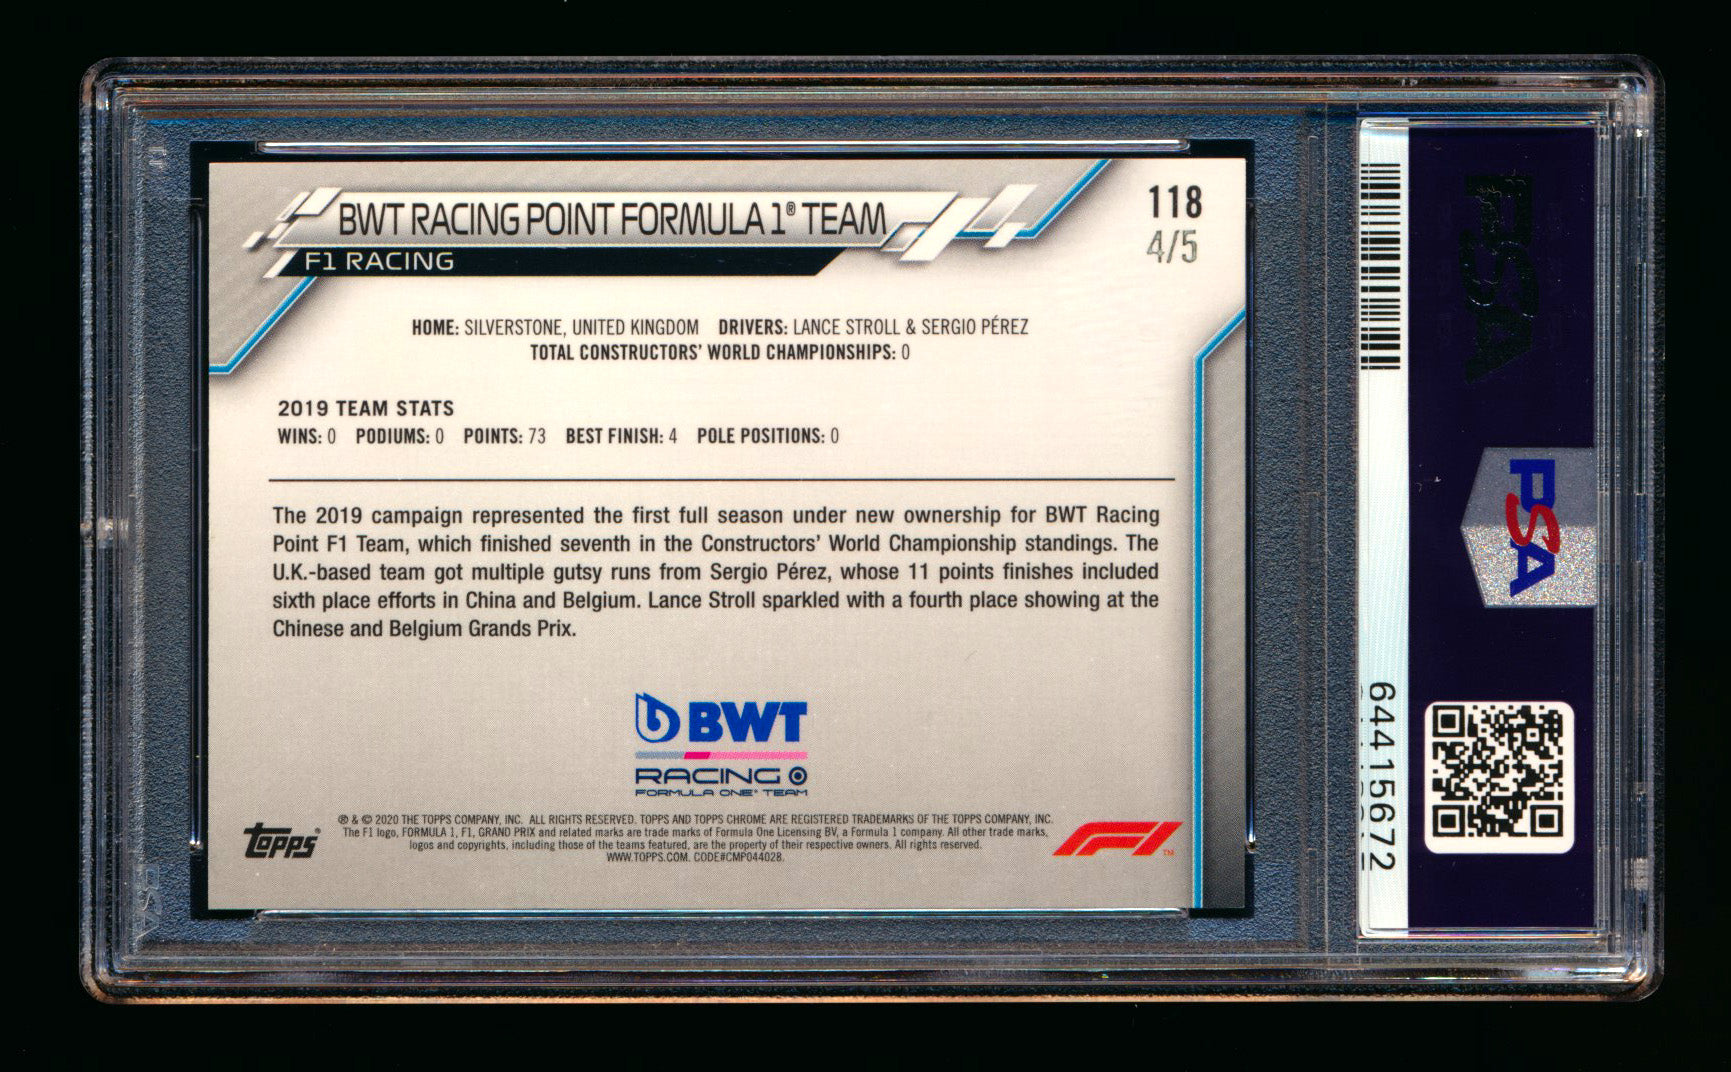 BWT RACING POINT FORMULA 1® TEAM
F1 RACING
118
4/5
HOME: SILVERSTONE, UNITED KINGDOM DRIVERS: LANCE STROLL & SERGIO PÉREZ
TOTAL CONSTRUCTORS' WORLD CHAMPIONSHIPS: 0
2019 TEAM STATS
WINS: 0 PODIUMS: 0 POINTS: 73 BEST FINISH: 4 POLE POSITIONS: 0
The 2019 campaign represented the first full season under new ownership for BWT Racing
Point F1 Team, which finished seventh in the Constructors' World Championship standings. The
U.K.-based team got multiple gutsy runs from Sergio Pérez, whose 11 points finishes included
sixth place efforts in China and Belgium. Lance Stroll sparkled with a fourth place showing at the
Chinese and Belgium Grands Prix.
BWT
RACING
FORMULA ONE® TEAM
Topps®
® & © 2020 THE TOPPS COMPANY, INC. ALL RIGHTS RESERVED. TOPPS AND TOPPS CHROME ARE REGISTERED TRADEMARKS OF THE TOPPS COMPANY, INC.
The F1 logo, FORMULA 1, F1, GRAND PRIX and related marks are trade marks of Formula One Licensing BV, a Formula 1 company. All other trade marks,
logos and copyrights, including those of the teams featured, are the property of their respective owners. All rights reserved.
WWW.TOPPS.COM. CODE#CMP044028.
F1™
PSA
PSA
64415672